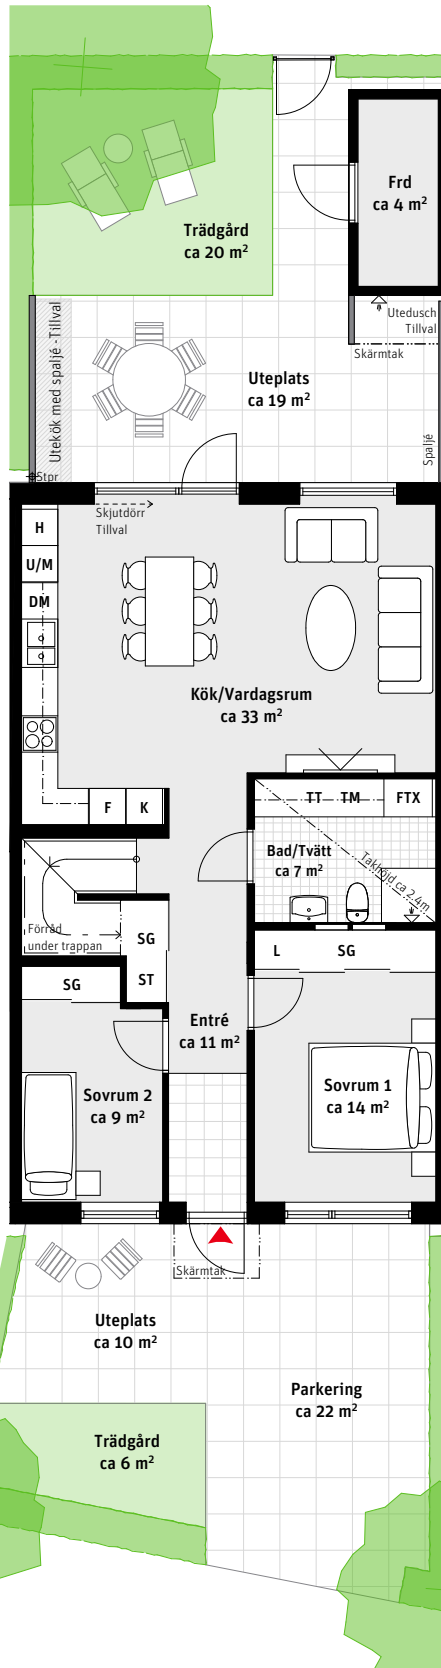 Frd
ca 4 m²
Trädgård
ca 20 m²
Utedusch
Tillval
Skärmtak
Utekök med spaljé -Tillval
Uteplats
ca 19 m²
Spaljé
Stpr
Skjutdörr
Tillval
H
U/M
DM
Kök/Vardagsrum
ca 33 m²
F
K
TT
TM
FTX
Bad/Tvätt
ca 7 m²
Takhöjd ca 2.4m
Förråd
under trappan
SG
ST
L
SG
SG
Entré
ca 11 m²
Sovrum 2
ca 9 m²
Sovrum 1
ca 14 m²
Skärmtak
Uteplats
ca 10 m²
Parkering
ca 22 m²
Trädgård
ca 6 m²